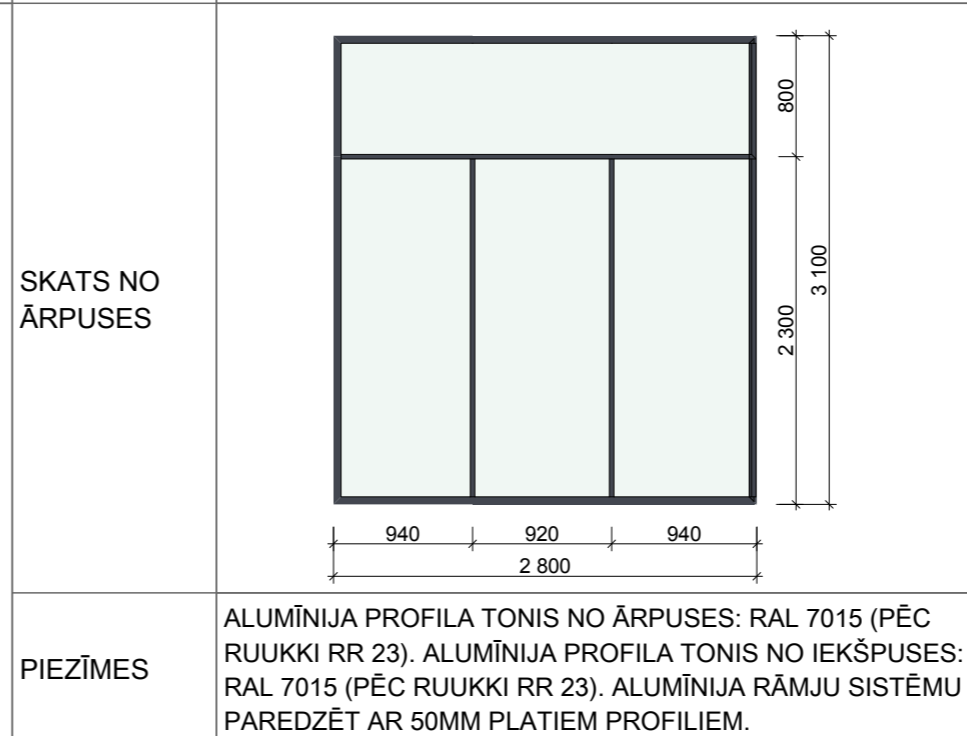 SKATS NO
ĀRPUSES
800
2 300
3 100
940 920 940
2 800
PIEZĪMES
ALUMĪNIJA PROFILA TONIS NO ĀRPUSES: RAL 7015 (PĒC
RUUKKI RR 23). ALUMĪNIJA PROFILA TONIS NO IEKŠPUSES:
RAL 7015 (PĒC RUUKKI RR 23). ALUMĪNIJA RĀMJU SISTĒMU
PAREDZĒT AR 50MM PLATIEM PROFILIEM.